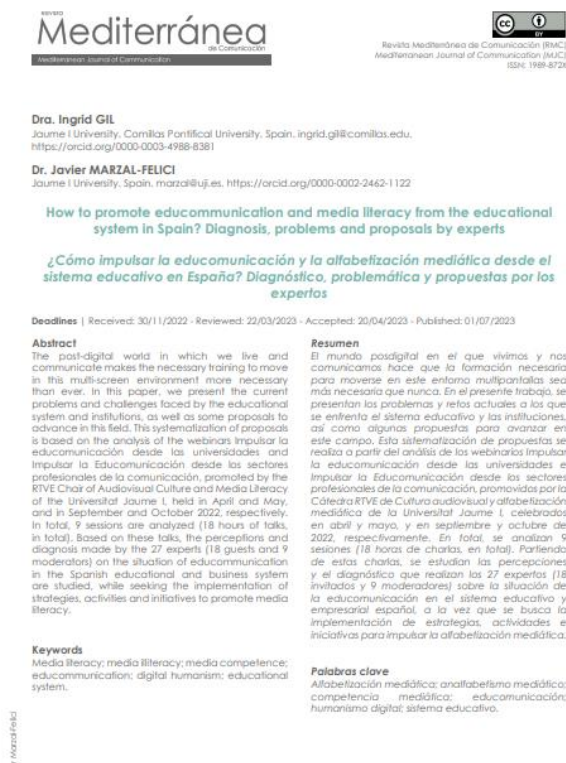 REVISTA
Mediterránea
de Comunicación
Mediterranean Journal of Communication
cc BY
Revista Mediterránea de Comunicación (RMC)
Mediterranean Journal of Communication (MJC)
ISSN: 1989-872X
Dra. Ingrid GIL
Jaume I University. Comillas Pontifical University. Spain. ingrid.gil@comillas.edu.
https://orcid.org/0000-0003-4988-8381
Dr. Javier MARZAL-FELICI
Jaume I University. Spain. marzal@uji.es. https://orcid.org/0000-0002-2462-1122
How to promote educommunication and media literacy from the educational
system in Spain? Diagnosis, problems and proposals by experts
¿Cómo impulsar la educomunicación y la alfabetización mediática desde el
sistema educativo en España? Diagnóstico, problemática y propuestas por los
expertos
Deadlines | Received: 30/11/2022 - Reviewed: 22/03/2023 - Accepted: 20/04/2023 - Published: 01/07/2023
Abstract
The post-digital world in which we live and
communicate makes the necessary training to move
in this multi-screen environment more necessary
than ever. In this paper, we present the current
problems and challenges faced by the educational
system and institutions, as well as some proposals to
advance in this field. This systematization of proposals
is based on the analysis of the webinars Impulsar la
educomunicación desde las universidades and
Impulsar la Educomunicación desde los sectores
profesionales de la comunicación, promoted by the
RTVE Chair of Audiovisual Culture and Media Literacy
of the Universitat Jaume I, held in April and May,
and in September and October 2022, respectively.
In total, 9 sessions are analyzed (18 hours of talks,
in total). Based on these talks, the perceptions and
diagnosis made by the 27 experts (18 guests and 9
moderators) on the situation of educommunication
in the Spanish educational and business system
are studied, while seeking the implementation of
strategies, activities and initiatives to promote media
literacy.
Keywords
Media literacy; media illiteracy; media competence;
educommunication; digital humanism; educational
system.
Resumen
El mundo posdigital en el que vivimos y nos
comunicamos hace que la formación necesaria
para moverse en este entorno multipantallas sea
más necesaria que nunca. En el presente trabajo, se
presentan los problemas y retos actuales a los que
se enfrenta el sistema educativo y las instituciones,
así como algunas propuestas para avanzar en
este campo. Esta sistematización de propuestas se
realiza a partir del análisis de los webinarios Impulsar
la educomunicación desde las universidades e
Impulsar la Educomunicación desde los sectores
profesionales de la comunicación, promovidos por la
Cátedra RTVE de Cultura audiovisual y alfabetización
mediática de la Universitat Jaume I, celebrados
en abril y mayo, y en septiembre y octubre de
2022, respectivamente. En total, se analizan 9
sesiones (18 horas de charlas, en total). Partiendo
de estas charlas, se estudian las percepciones
y el diagnóstico que realizan los 27 expertos (18
invitados y 9 moderadores) sobre la situación de
la educomunicación en el sistema educativo y
empresarial español, a la vez que se busca la
implementación de estrategias, actividades e
iniciativas para impulsar la alfabetización mediática.
Palabras clave
Alfabetización mediática; analfabetismo mediático;
competencia mediática; educomunicación;
humanismo digital; sistema educativo.
Marzal-Felici